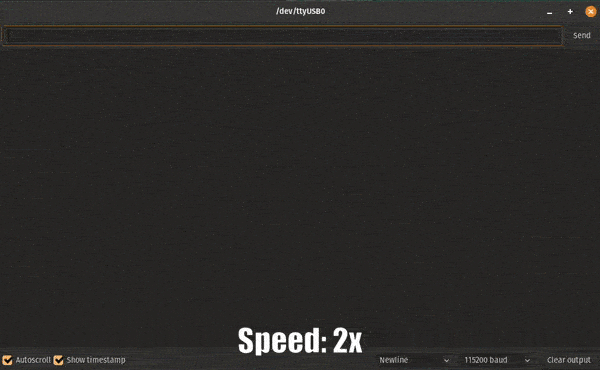 /dev/ttyUSB0
Send
Speed: 2x
Autoscroll Show timestamp Newline 115200 baud Clear output